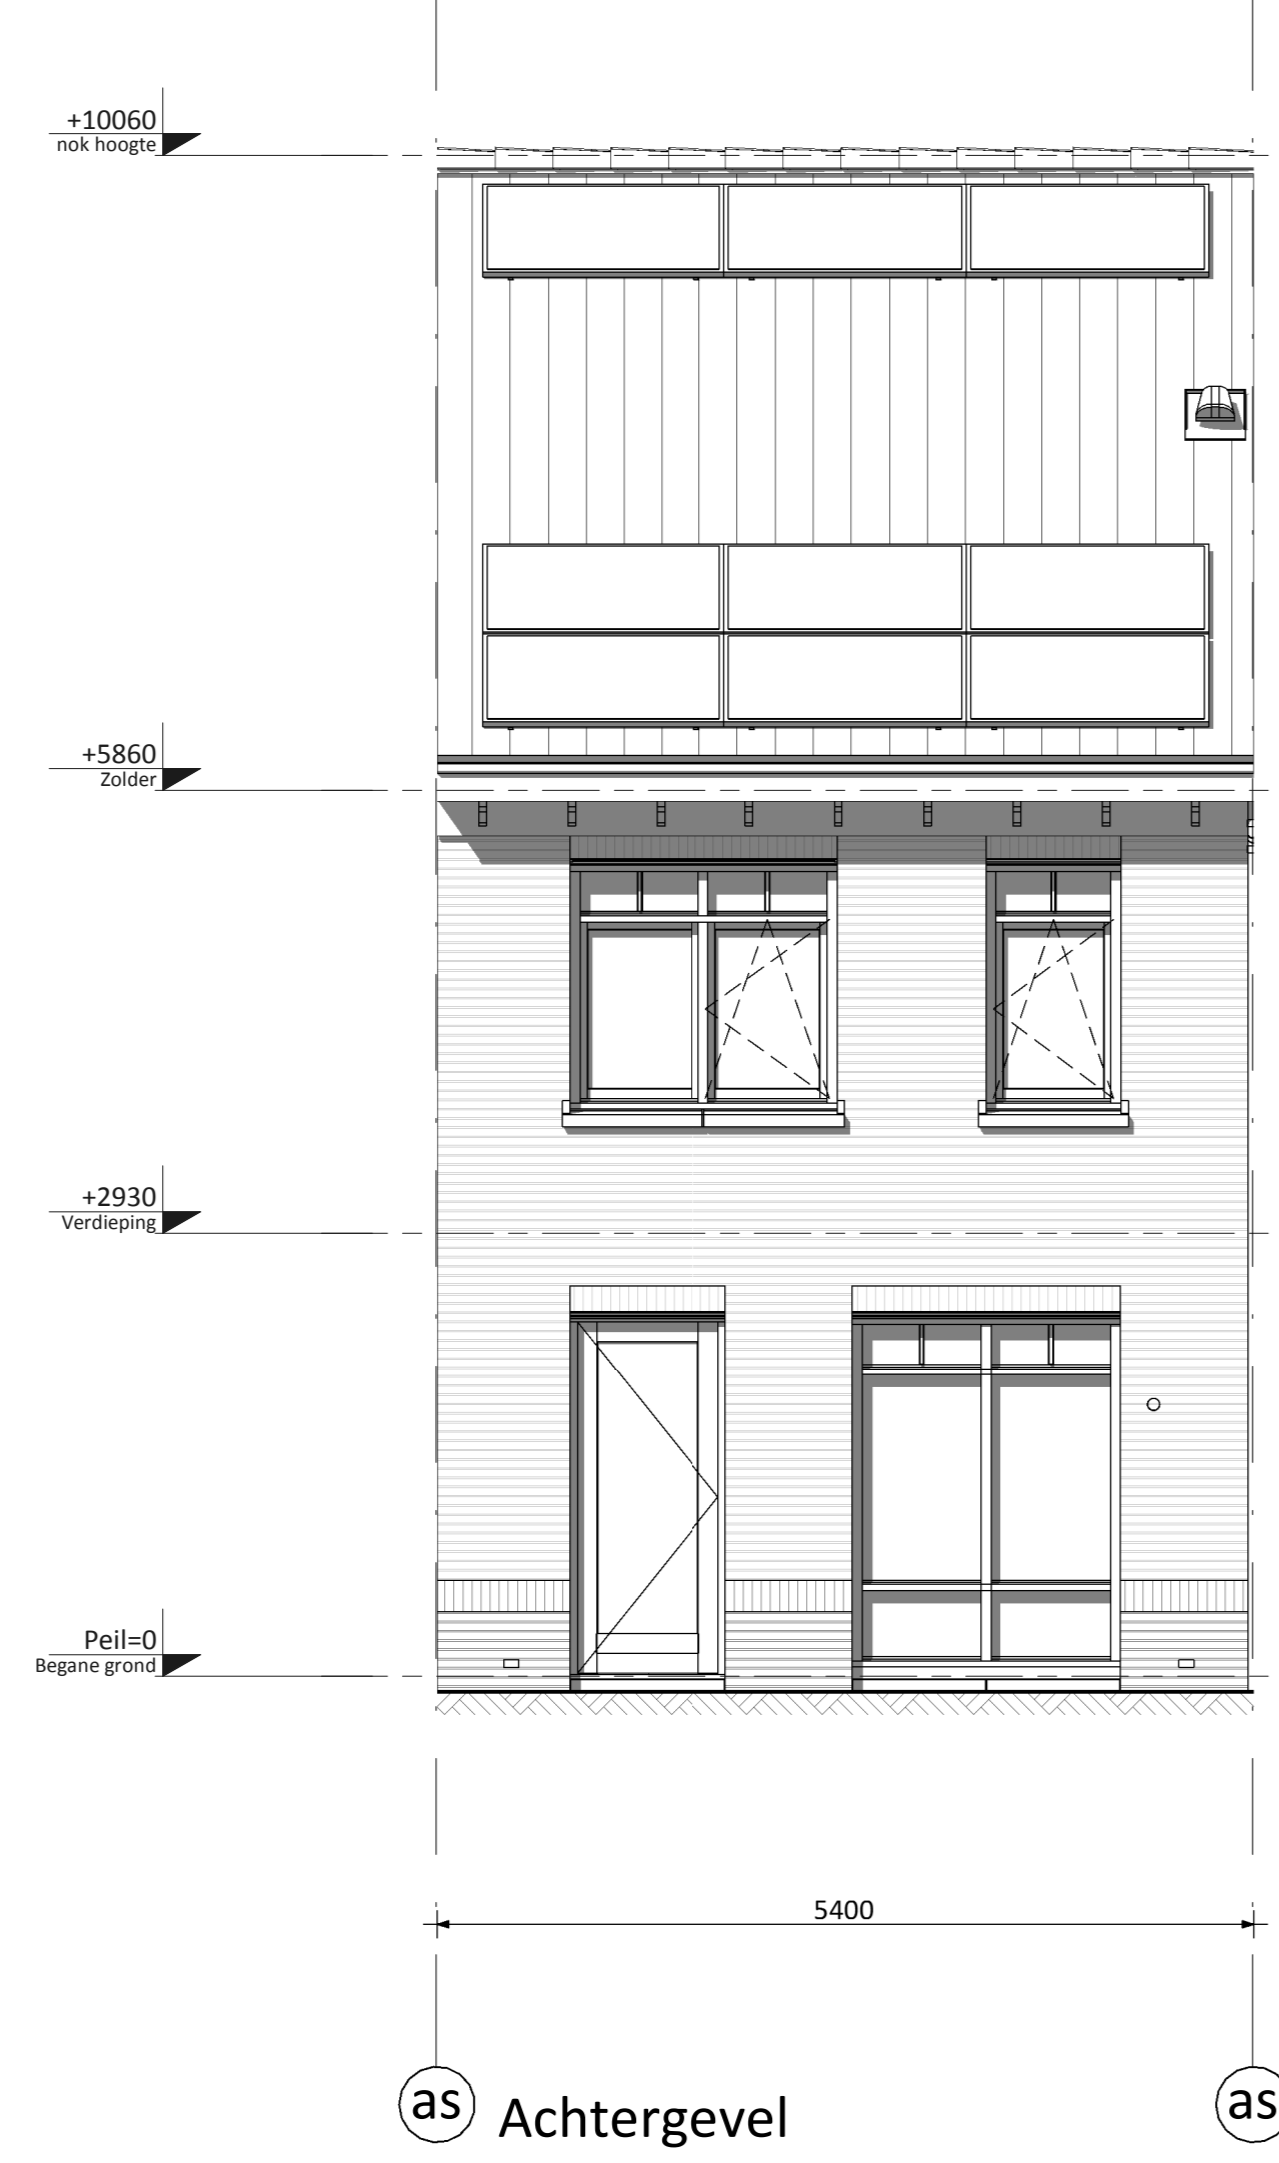 +10060
nok hoogte
+5860
Zolder
+2930
Verdieping
Peil=0
Begane grond
5400
as Achtergevel as